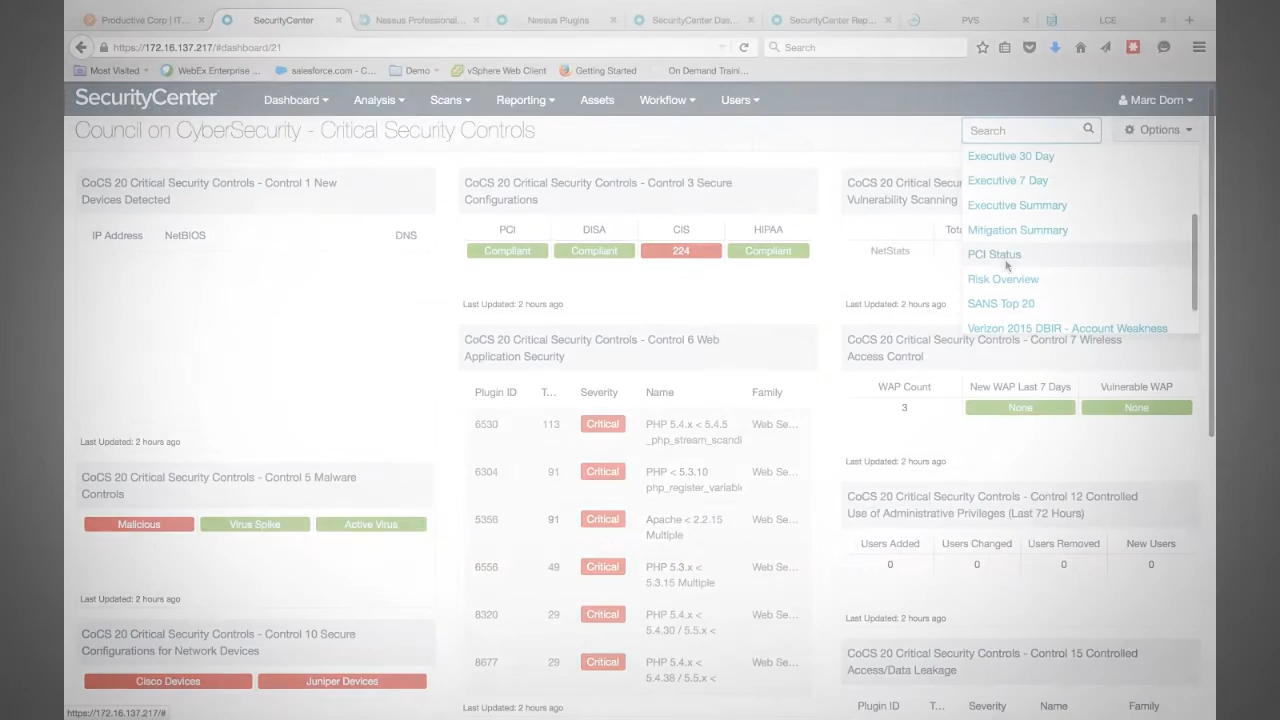 Productive Corp | IT...
SecurityCenter
Nessus Professional...
Nessus Plugins
SecurityCenter Das...
SecurityCenter Rep...
PVS
LCE
https://172.16.137.217/#dashboard/21
Search
Most Visited
WebEx Enterprise ...
salesforce.com - C...
Demo
vSphere Web Client
Getting Started
On Demand Traini...
SecurityCenter
Dashboard
Analysis
Scans
Reporting
Assets
Workflow
Users
Marc Dorn
Council on CyberSecurity - Critical Security Controls
Search
Options
Executive 30 Day
Executive 7 Day
Executive Summary
Mitigation Summary
PCI Status
Risk Overview
SANS Top 20
Verizon 2015 DBIR - Account Weakness
CoCS 20 Critical Security Controls - Control 1 New
Devices Detected
IP Address NetBIOS DNS
Last Updated: 2 hours ago
CoCS 20 Critical Security Controls - Control 5 Malware
Controls
Malicious Virus Spike Active Virus
Last Updated: 2 hours ago
CoCS 20 Critical Security Controls - Control 10 Secure
Configurations for Network Devices
Cisco Devices Juniper Devices
CoCS 20 Critical Security Controls - Control 3 Secure
Configurations
PCI DISA CIS HIPAA
Compliant Compliant 224 Compliant
Last Updated: 2 hours ago
CoCS 20 Critical Security Controls - Control 6 Web
Application Security
Plugin ID T... Severity Name Family
6530 113 Critical PHP 5.4.x < 5.4.5 Web Se...
_php_stream_scandi
6304 91 Critical PHP < 5.3.10 Web Se...
php_register_variabl
5356 91 Critical Apache < 2.2.15 Web Se...
Multiple
6556 49 Critical PHP 5.3.x < Web Se...
5.3.15 Multiple
8320 29 Critical PHP 5.4.x < Web Se...
5.4.30 / 5.5.x <
8677 29 Critical PHP 5.4.x < Web Se...
5.4.38 / 5.5.x <
Last Updated: 2 hours ago
CoCS 20 Critical Secu
Vulnerability Scanning
Tota
NetStats
Last Updated: 2 hours ago
CoCS 20 Critical Security Controls - Control 7 Wireless
Access Control
WAP Count New WAP Last 7 Days Vulnerable WAP
3 None None
Last Updated: 2 hours ago
CoCS 20 Critical Security Controls - Control 12 Controlled
Use of Administrative Privileges (Last 72 Hours)
Users Added Users Changed Users Removed New Users
0 0 0 0
Last Updated: 2 hours ago
CoCS 20 Critical Security Controls - Control 15 Controlled
Access/Data Leakage
Plugin ID T... Severity Name Family
https://172.16.137.217/#